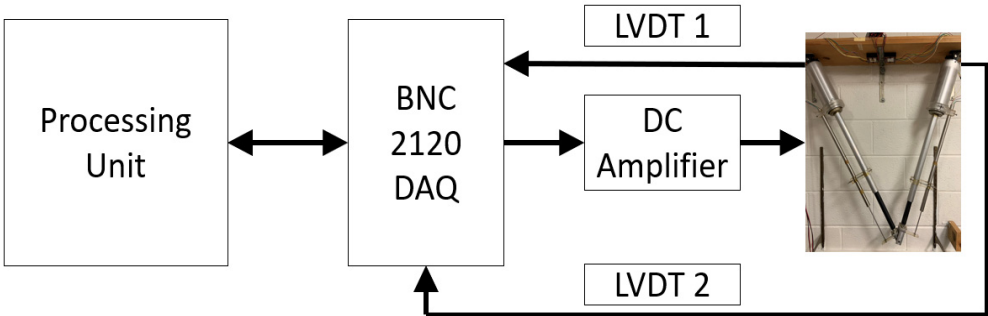 Processing
Unit
BNC
2120
DAQ
LVDT 1
DC
Amplifier
LVDT 2